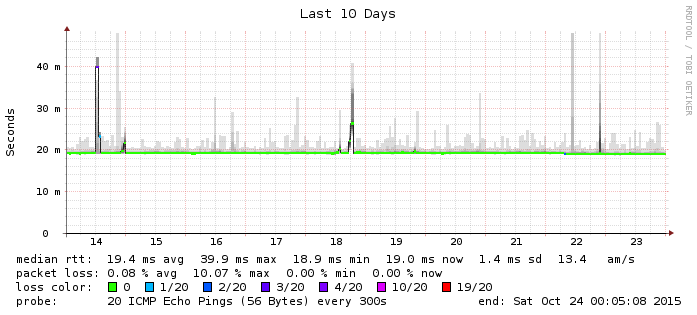 Last 10 Days
RRDTOOL / TOBI OETIKER
Seconds
40 m
30 m
20 m
10 m
0
14 15 16 17 18 19 20 21 22 23
median rtt: 19.4 ms avg 39.9 ms max 18.9 ms min 19.0 ms now 1.4 ms sd 13.4 am/s
packet loss: 0.08 % avg 10.07 % max 0.00 % min 0.00 % now
loss color: 0 1/20 2/20 3/20 4/20 10/20 19/20
probe: 20 ICMP Echo Pings (56 Bytes) every 300s end: Sat Oct 24 00:05:08 2015